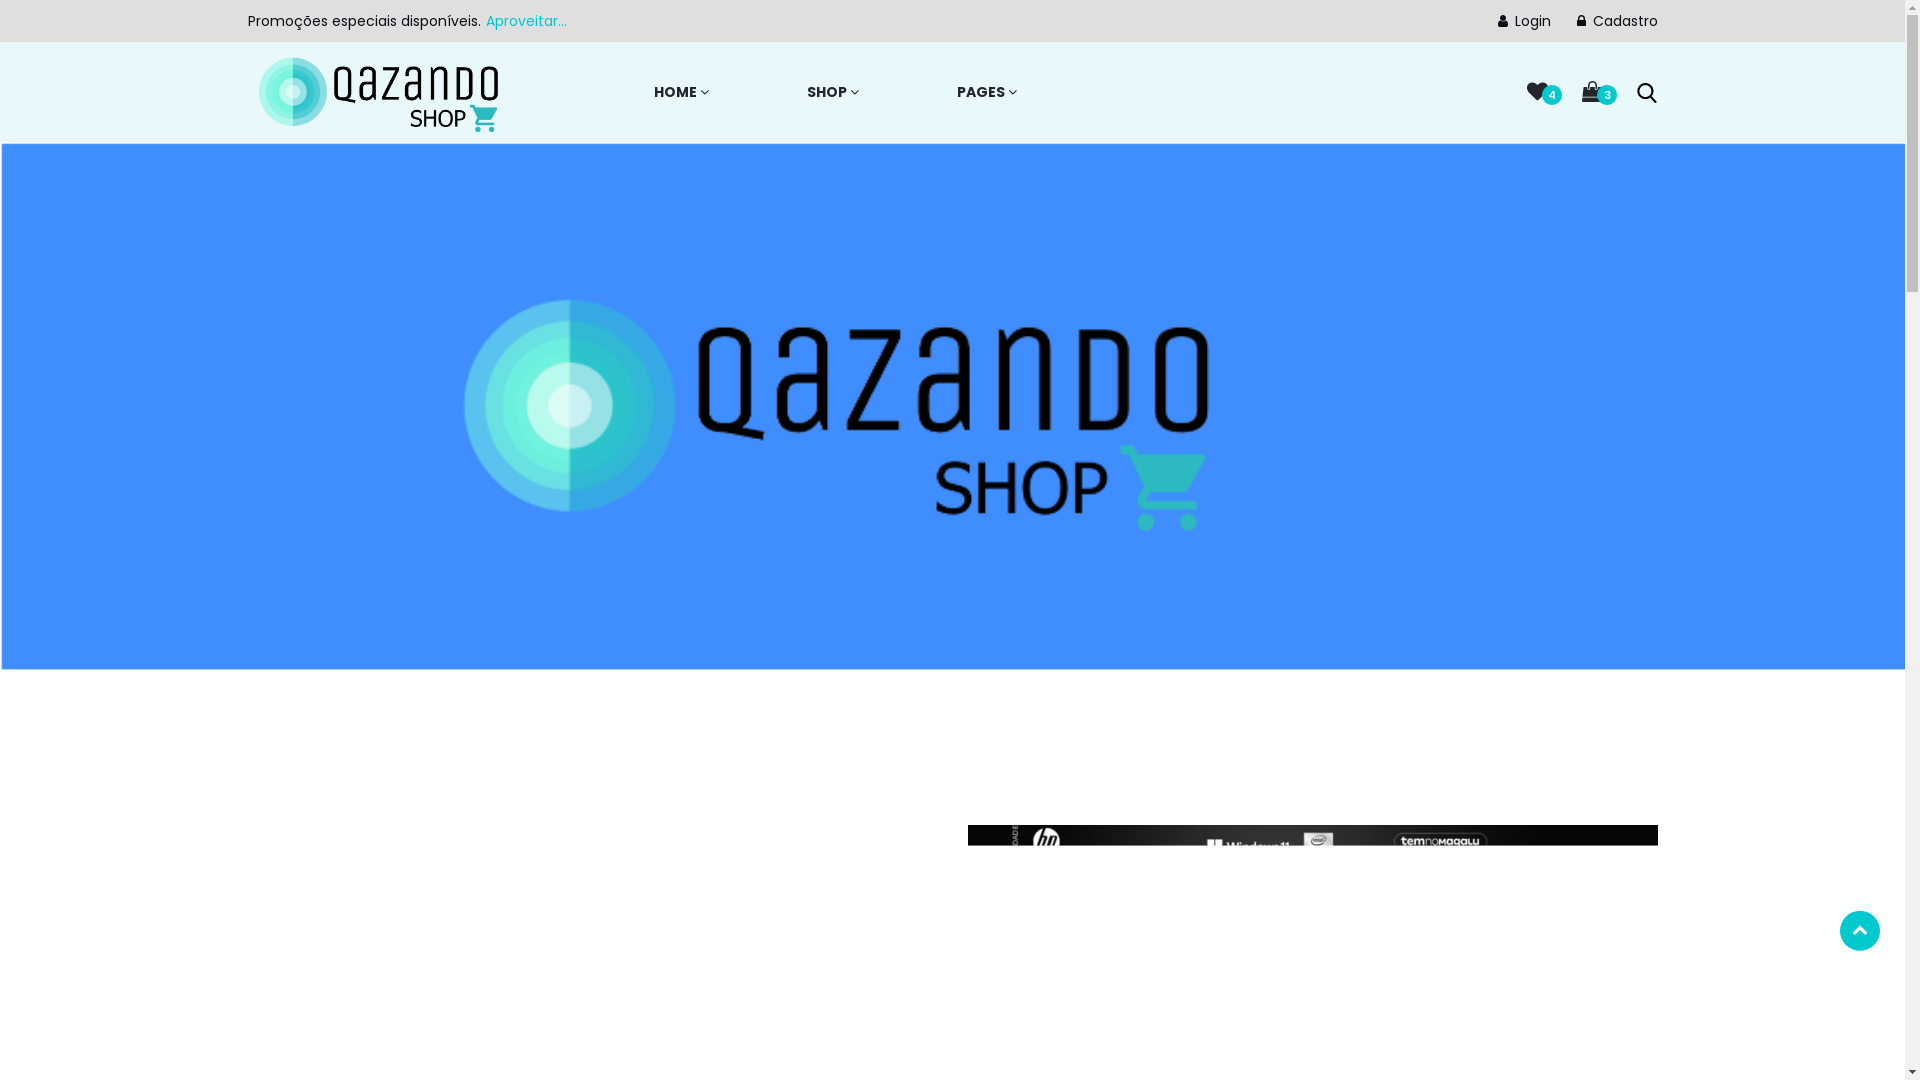 Promoções especiais disponíveis. Aproveitar...
Login
Cadastro
QAZANDO
SHOP
HOME
SHOP
PAGES
4
3
QAZANDO
SHOP
hp
Windows 11
intel
temnoMagalu